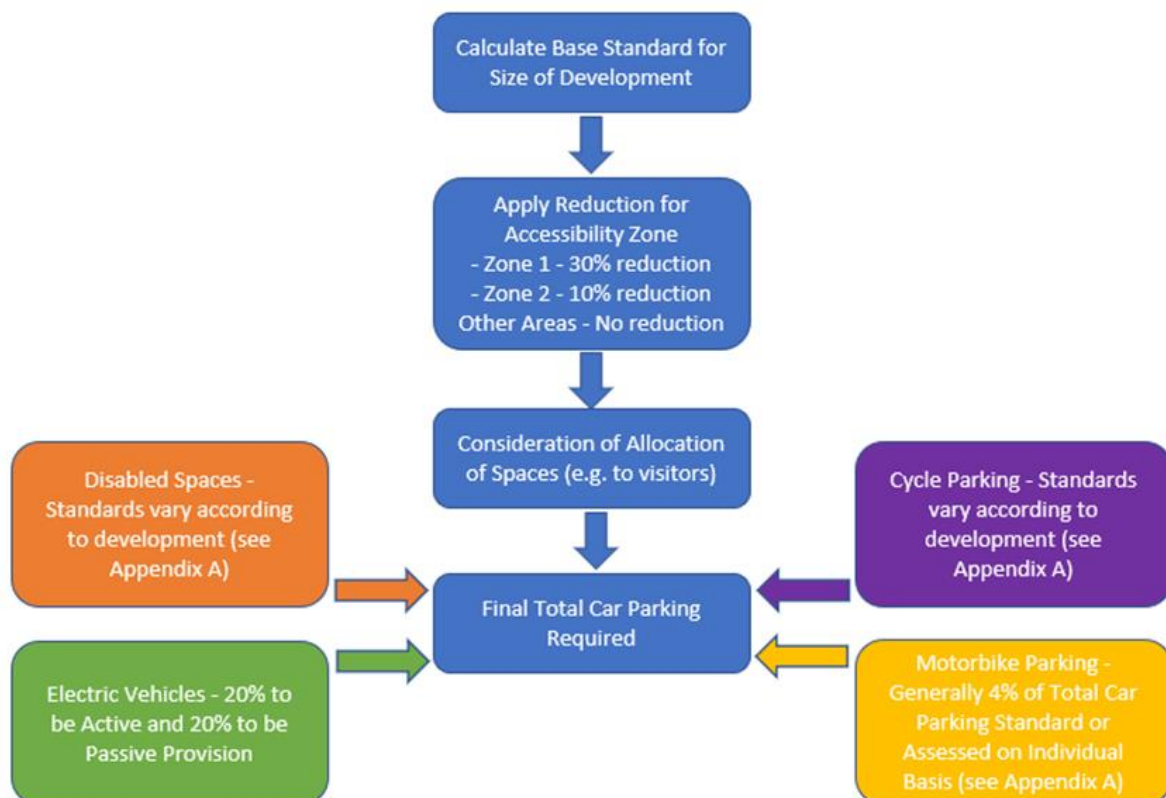 Calculate Base Standard for
Size of Development
Apply Reduction for
Accessibility Zone
- Zone 1 - 30% reduction
- Zone 2 - 10% reduction
Other Areas - No reduction
Consideration of Allocation
of Spaces (e.g. to visitors)
Disabled Spaces -
Standards vary according
to development (see
Appendix A)
Cycle Parking - Standards
vary according to
development (see
Appendix A)
Final Total Car Parking
Required
Electric Vehicles - 20% to
be Active and 20% to be
Passive Provision
Motorbike Parking -
Generally 4% of Total Car
Parking Standard or
Assessed on Individual
Basis (see Appendix A)